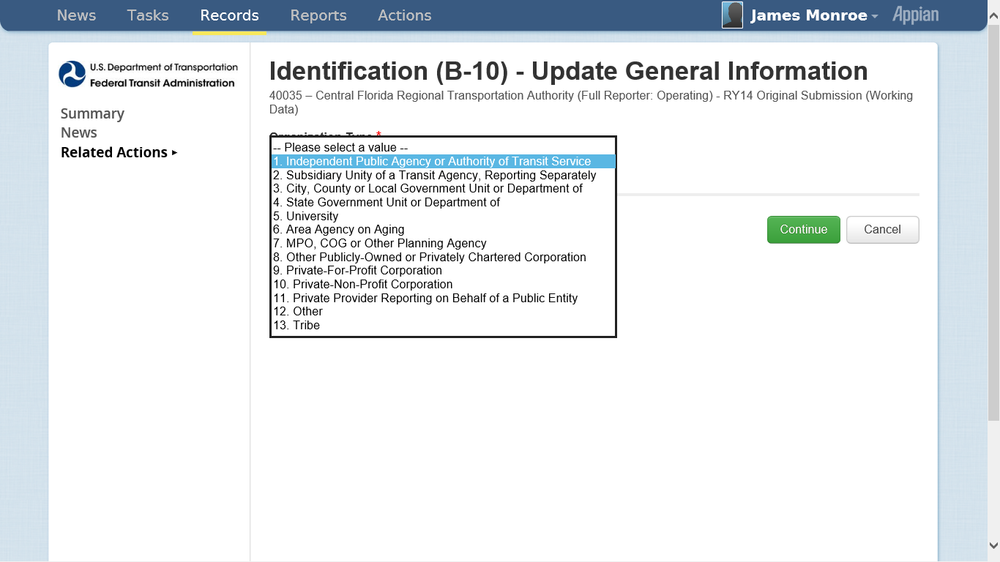 News Tasks Records Reports Actions James Monroe Appian
U.S. Department of Transportation
Federal Transit Administration
Summary
News
Related Actions
Identification (B-10) - Update General Information
40035 – Central Florida Regional Transportation Authority (Full Reporter: Operating) - RY14 Original Submission (Working
Data)
Organization Type *
-- Please select a value --
1. Independent Public Agency or Authority of Transit Service
2. Subsidiary Unity of a Transit Agency, Reporting Separately
3. City, County or Local Government Unit or Department of
4. State Government Unit or Department of
5. University
6. Area Agency on Aging
7. MPO, COG or Other Planning Agency
8. Other Publicly-Owned or Privately Chartered Corporation
9. Private-For-Profit Corporation
10. Private-Non-Profit Corporation
11. Private Provider Reporting on Behalf of a Public Entity
12. Other
13. Tribe
Continue Cancel